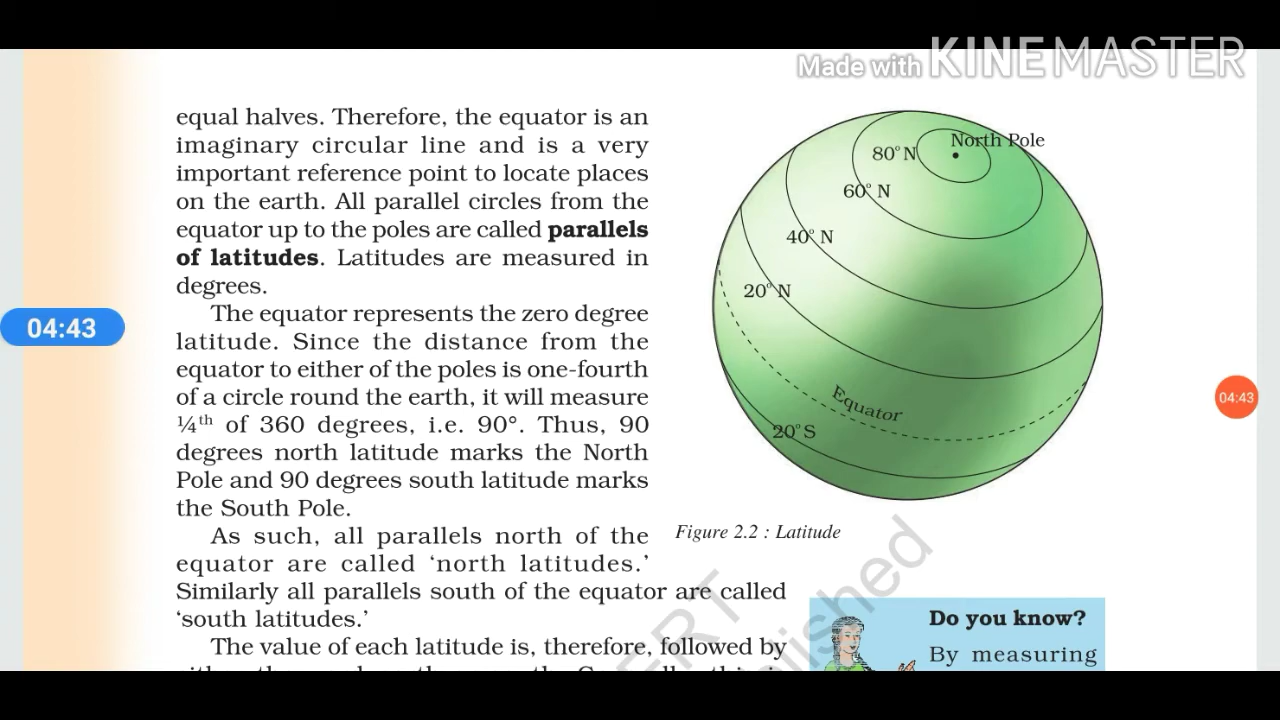 Made with KINEMASTER
equal halves. Therefore, the equator is an
imaginary circular line and is a very
important reference point to locate places
on the earth. All parallel circles from the
equator up to the poles are called parallels
of latitudes. Latitudes are measured in
degrees.
The equator represents the zero degree
latitude. Since the distance from the
equator to either of the poles is one-fourth
of a circle round the earth, it will measure
¼th of 360 degrees, i.e. 90°. Thus, 90
degrees north latitude marks the North
Pole and 90 degrees south latitude marks
the South Pole.
As such, all parallels north of the
equator are called ‘north latitudes.’
Similarly all parallels south of the equator are called
‘south latitudes.’
The value of each latitude is, therefore, followed by
04:43
North Pole
80° N
60° N
40° N
20° N
Equator
20° S
Figure 2.2 : Latitude
04:43
Do you know?
By measuring